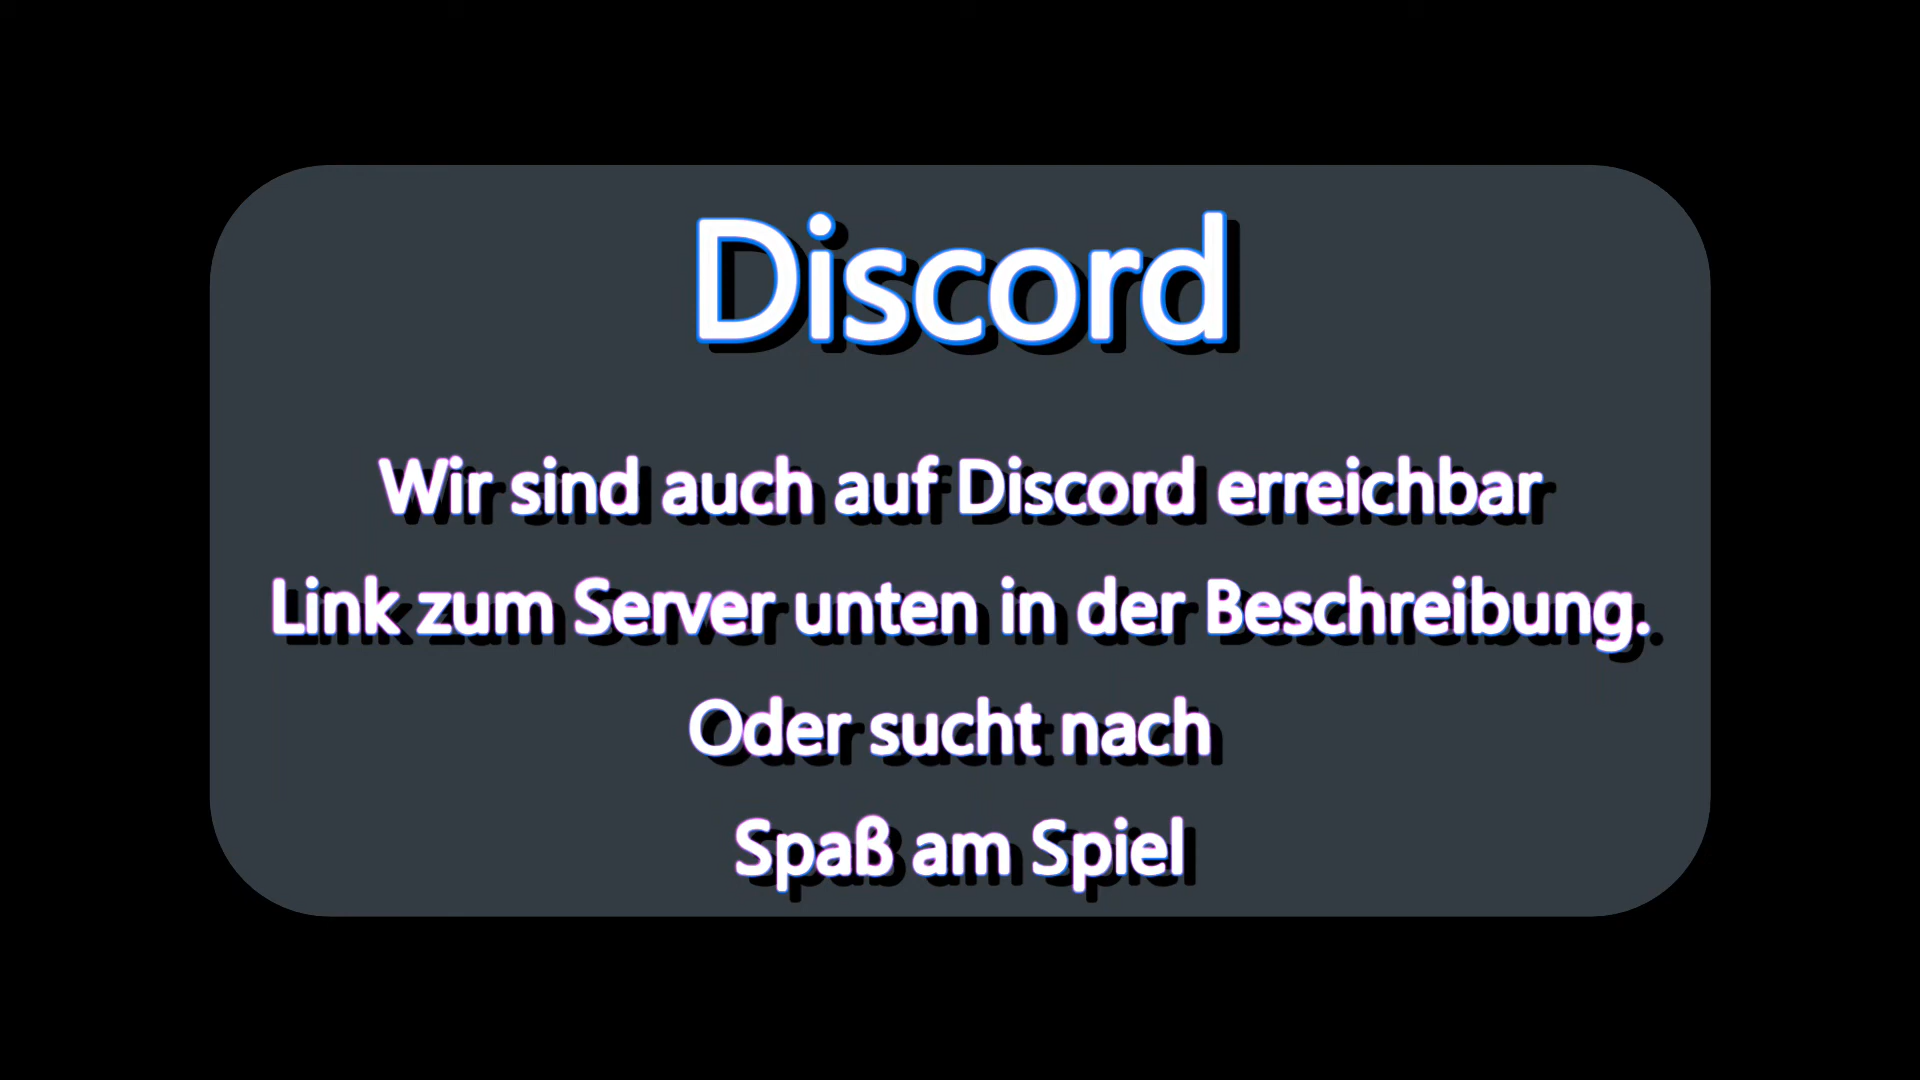 Discord
Wir sind auch auf Discord erreichbar
Link zum Server unten in der Beschreibung.
Oder sucht nach
Spaß am Spiel